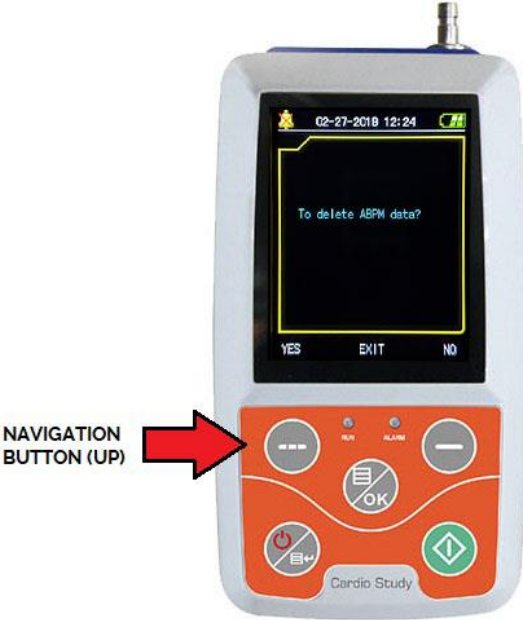 02-27-2019 12:24
To delete ABPM data?
YES EXIT NO
NAVIGATION
BUTTON (UP)
RUN ALARM
OK
Cardio Study